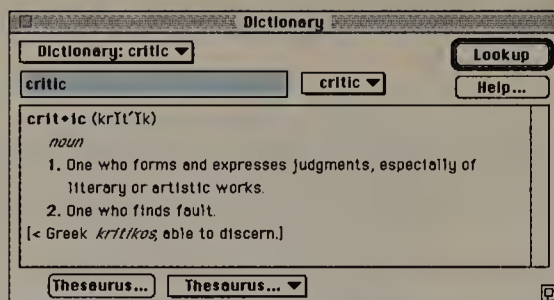 Dictionary
Dictionary: critic ▼
Lookup
critic
critic ▼
Help...
crit•ic (krĭt´ĭk)
noun
1. One who forms and expresses judgments, especially of
literary or artistic works.
2. One who finds fault.
[< Greek kritikos, able to discern.]
Thesaurus...
Thesaurus... ▼